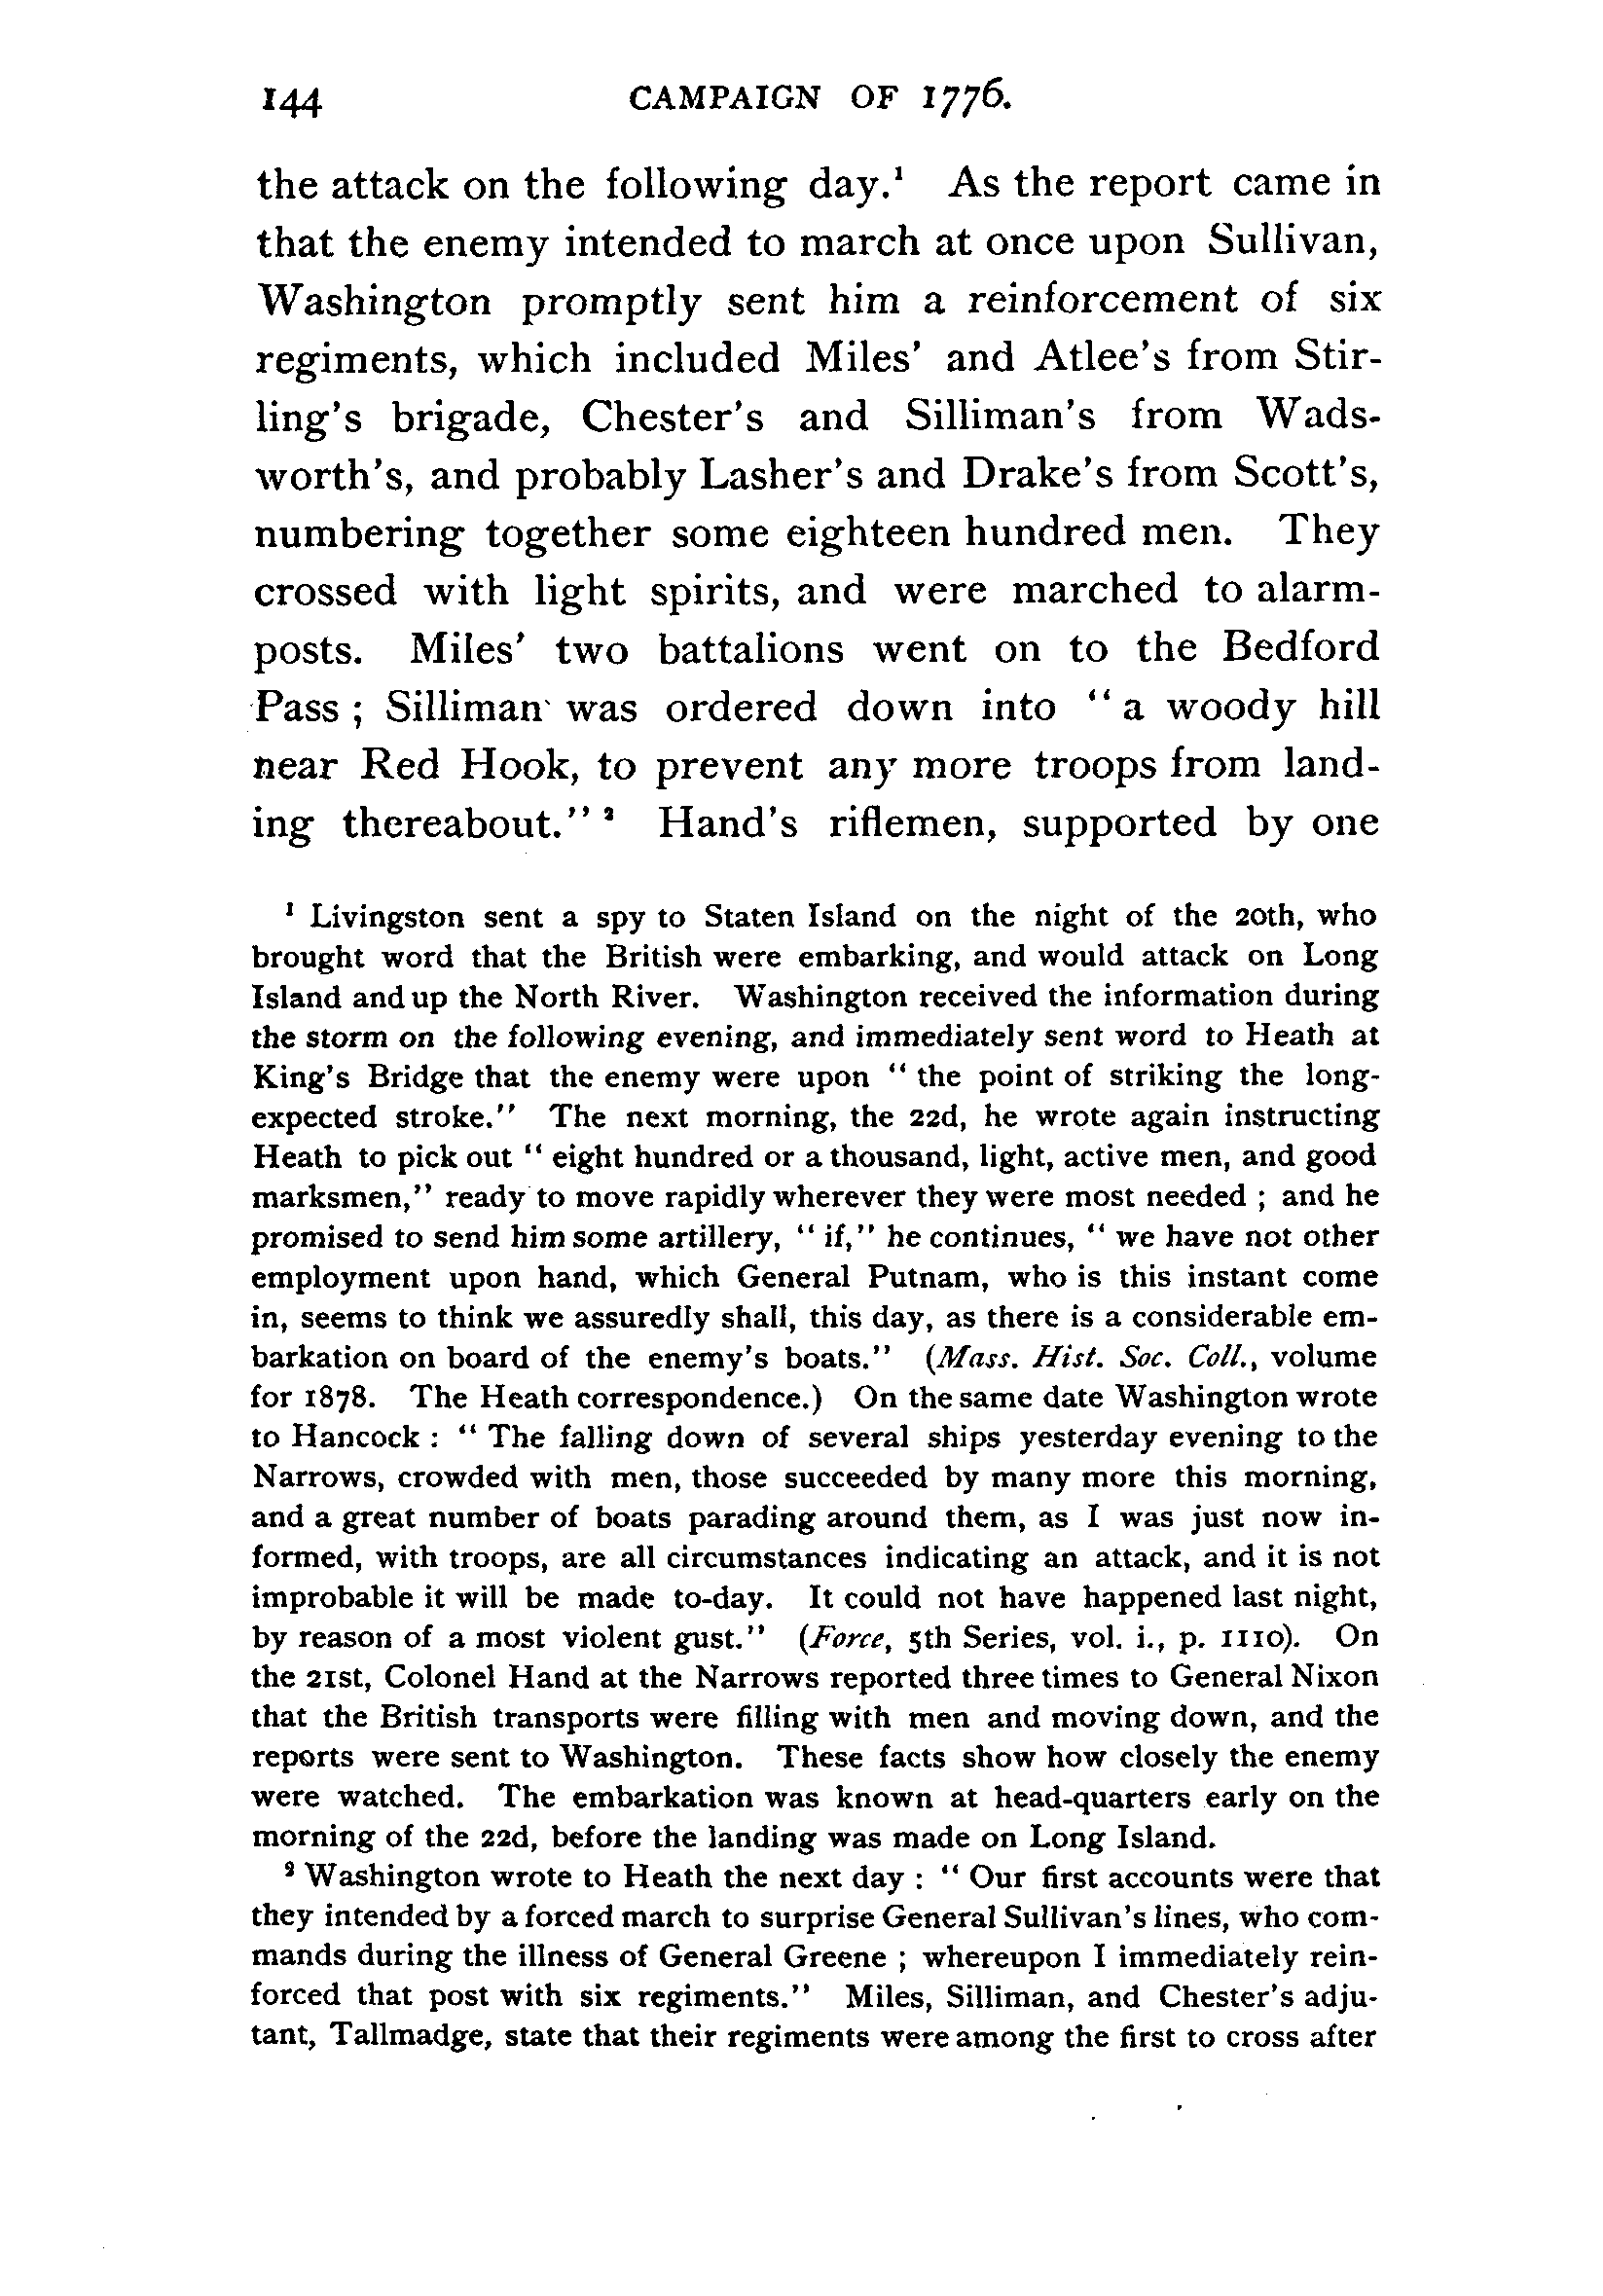 144 CAMPAIGN OF 1776.
the attack on the following day.¹ As the report came in
that the enemy intended to march at once upon Sullivan,
Washington promptly sent him a reinforcement of six
regiments, which included Miles' and Atlee's from Stir-
ling's brigade, Chester's and Silliman's from Wads-
worth's, and probably Lasher's and Drake's from Scott's,
numbering together some eighteen hundred men. They
crossed with light spirits, and were marched to alarm-
posts. Miles' two battalions went on to the Bedford
Pass ; Silliman was ordered down into " a woody hill
near Red Hook, to prevent any more troops from land-
ing thereabout." ² Hand's riflemen, supported by one
¹ Livingston sent a spy to Staten Island on the night of the 20th, who
brought word that the British were embarking, and would attack on Long
Island and up the North River. Washington received the information during
the storm on the following evening, and immediately sent word to Heath at
King's Bridge that the enemy were upon " the point of striking the long-
expected stroke." The next morning, the 22d, he wrote again instructing
Heath to pick out " eight hundred or a thousand, light, active men, and good
marksmen," ready to move rapidly wherever they were most needed ; and he
promised to send him some artillery, " if," he continues, " we have not other
employment upon hand, which General Putnam, who is this instant come
in, seems to think we assuredly shall, this day, as there is a considerable em-
barkation on board of the enemy's boats." (Mass. Hist. Soc. Coll., volume
for 1878. The Heath correspondence.) On the same date Washington wrote
to Hancock : " The falling down of several ships yesterday evening to the
Narrows, crowded with men, those succeeded by many more this morning,
and a great number of boats parading around them, as I was just now in-
formed, with troops, are all circumstances indicating an attack, and it is not
improbable it will be made to-day. It could not have happened last night,
by reason of a most violent gust." (Force, 5th Series, vol. i., p. 1110). On
the 21st, Colonel Hand at the Narrows reported three times to General Nixon
that the British transports were filling with men and moving down, and the
reports were sent to Washington. These facts show how closely the enemy
were watched. The embarkation was known at head-quarters early on the
morning of the 22d, before the landing was made on Long Island.
² Washington wrote to Heath the next day : " Our first accounts were that
they intended by a forced march to surprise General Sullivan's lines, who com-
mands during the illness of General Greene ; whereupon I immediately rein-
forced that post with six regiments." Miles, Silliman, and Chester's adju-
tant, Tallmadge, state that their regiments were among the first to cross after